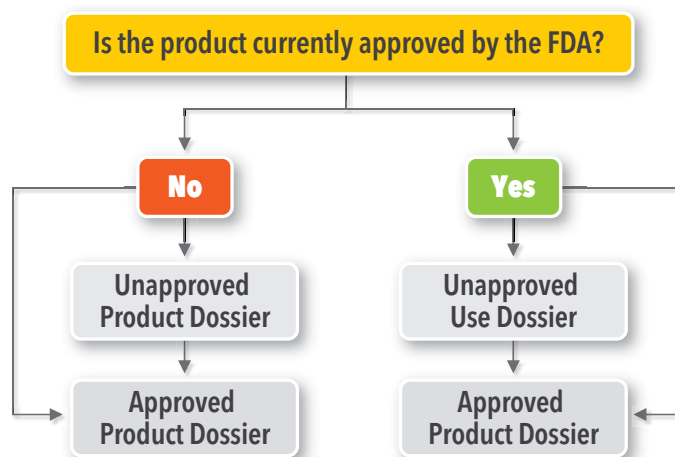 Is the product currently approved by the FDA?
No
Yes
Unapproved
Product Dossier
Unapproved
Use Dossier
Approved
Product Dossier
Approved
Product Dossier